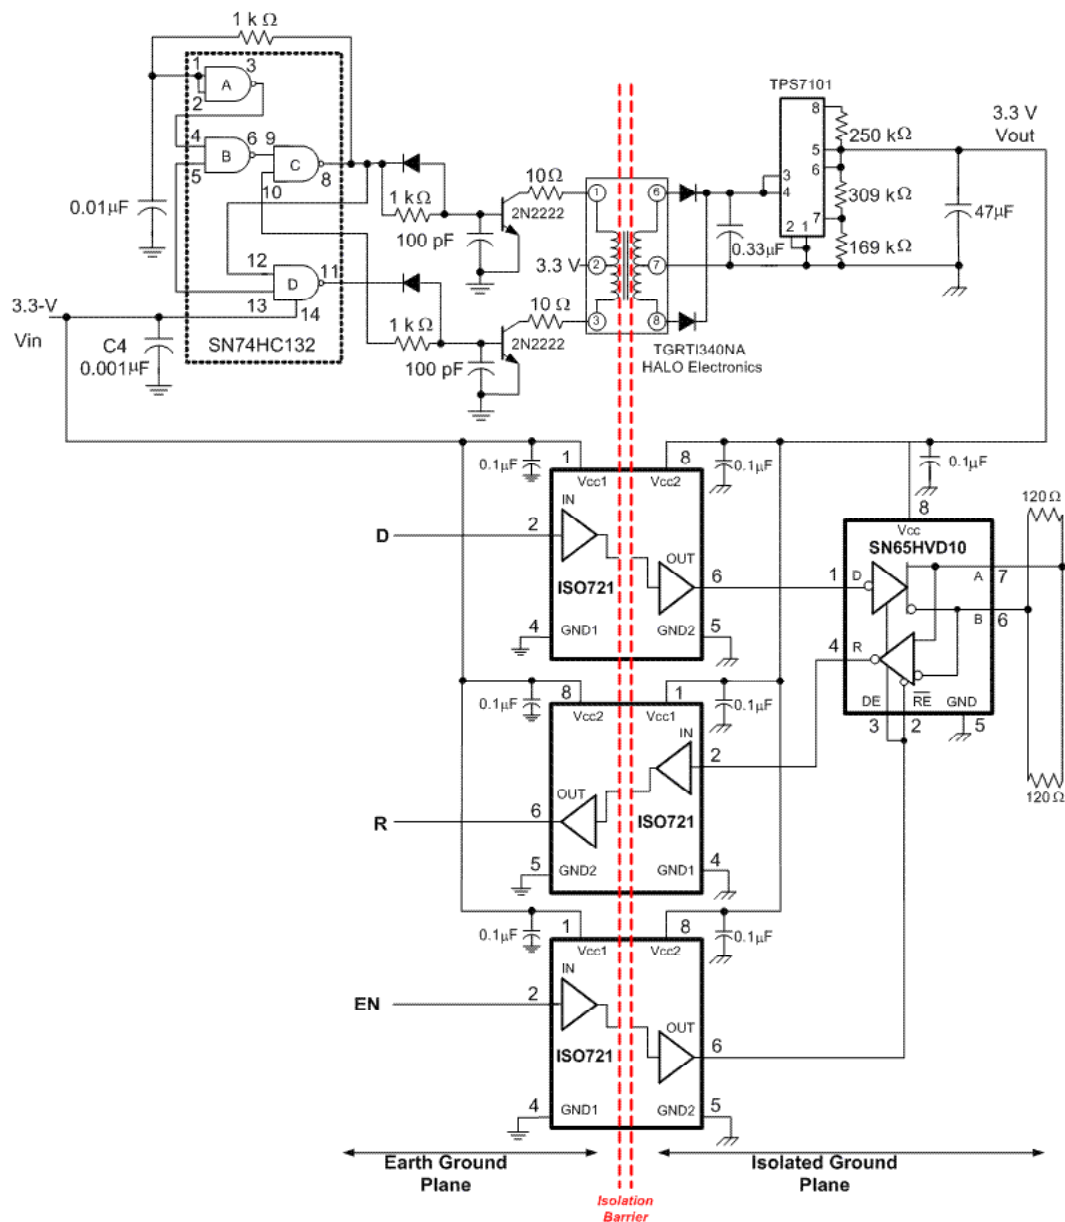 1 k Ω
SN74HC132
1
2
3
A
4
5
6
B
9
10
8
C
12
13
11
D
14
0.01µF
3.3-V
Vin
C4
0.001µF
1 k Ω
100 pF
2N2222
10Ω
1 k Ω
100 pF
2N2222
10 Ω
3.3 V
1
2
3
6
7
8
TGRTI340NA
HALO Electronics
0.33µF
TPS7101
8
5
6
7
3
4
2
1
250 kΩ
309 kΩ
169 kΩ
47µF
3.3 V
Vout
0.1µF
1
Vcc1
8
Vcc2
0.1µF
0.1µF
D
2
IN
OUT
6
ISO721
4
GND1
GND2
5
120Ω
8
Vcc
SN65HVD10
1
D
A
7
B
6
4
R
DE
RE
GND
3
2
5
120Ω
0.1µF
8
Vcc2
1
Vcc1
0.1µF
IN
2
OUT
R
6
ISO721
5
GND2
GND1
4
0.1µF
1
Vcc1
8
Vcc2
0.1µF
EN
2
IN
OUT
6
ISO721
4
GND1
GND2
5
Earth Ground
Plane
Isolated Ground
Plane
Isolation
Barrier